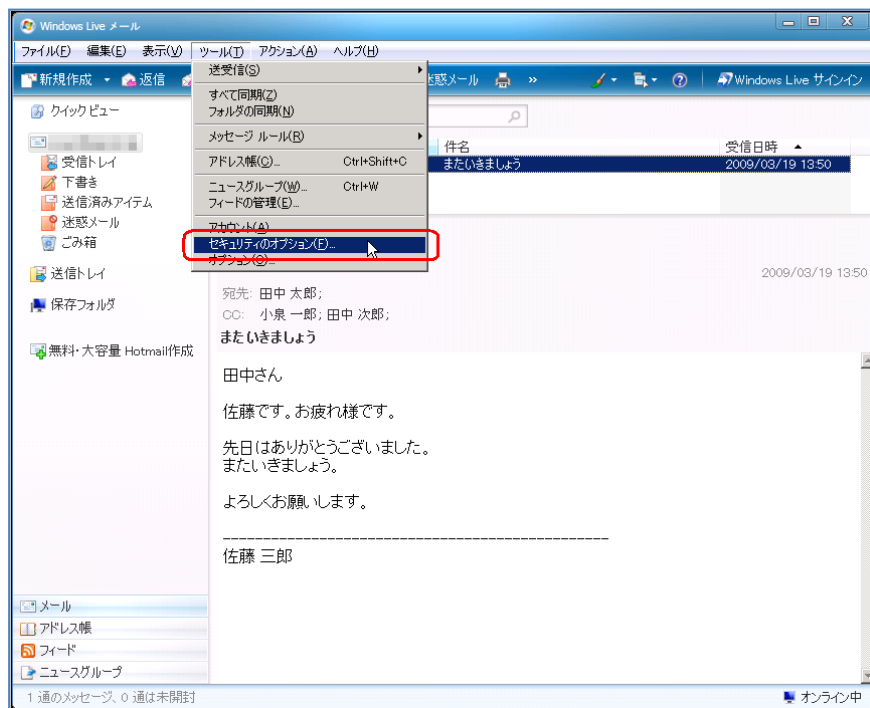 Windows Live メール
ファイル(F) 編集(E) 表示(V) ツール(T) アクション(A) ヘルプ(H)
新規作成 返信 迷惑メール » Windows Live サインイン
送受信(S)
すべて同期(Z)
フォルダの同期(N)
メッセージ ルール(R)
アドレス帳(C)... Ctrl+Shift+C
ニュースグループ(W)... Ctrl+W
フィードの管理(E)...
アカウント(A)...
セキュリティのオプション(F)...
オプション(O)...
クイック ビュー
受信トレイ
下書き
送信済みアイテム
迷惑メール
ごみ箱
送信トレイ
保存フォルダ
無料・大容量 Hotmail作成
件名 受信日時
またいきましょう 2009/03/19 13:50
2009/03/19 13:50
宛先: 田中 太郎;
CC: 小泉 一郎; 田中 次郎;
またいきましょう
田中さん
佐藤です。お疲れ様です。
先日はありがとうございました。
またいきましょう。
よろしくお願いします。
------------------------------------------------
佐藤 三郎
メール
アドレス帳
フィード
ニュースグループ
1 通のメッセージ、0 通は未開封
オンライン中